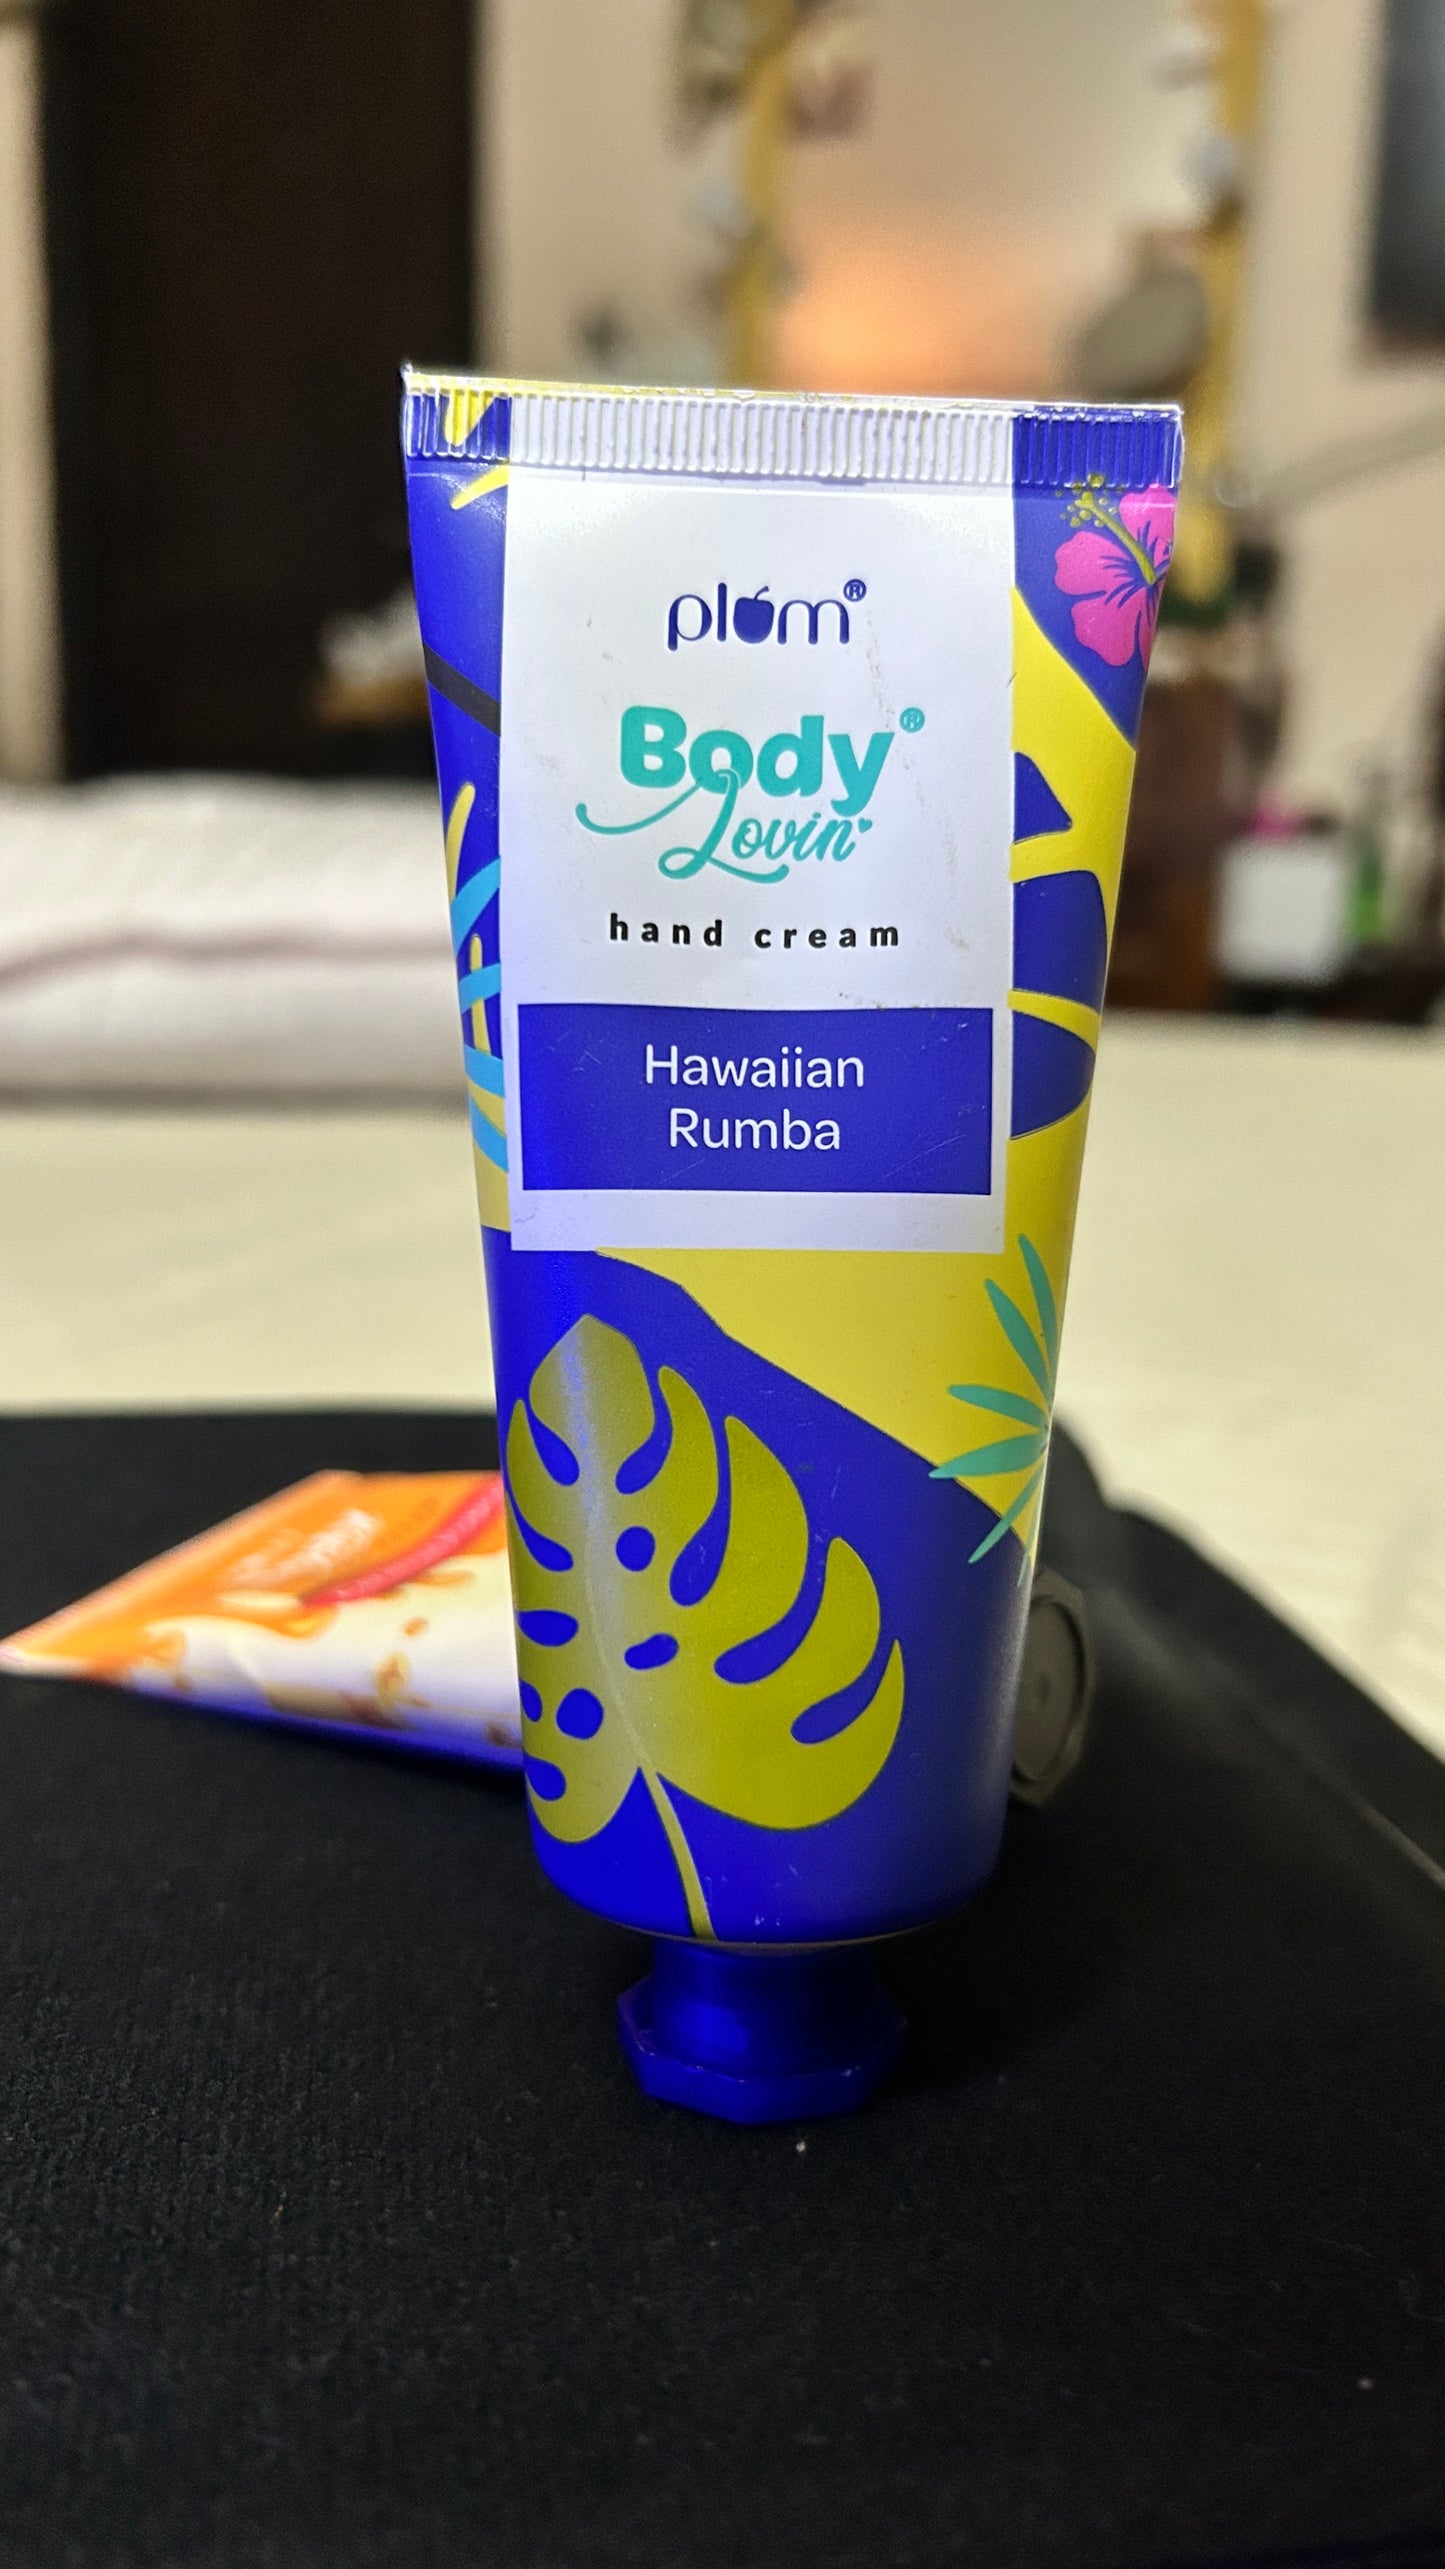 plum®
Body®
Lovin'
hand cream
Hawaiian
Rumba